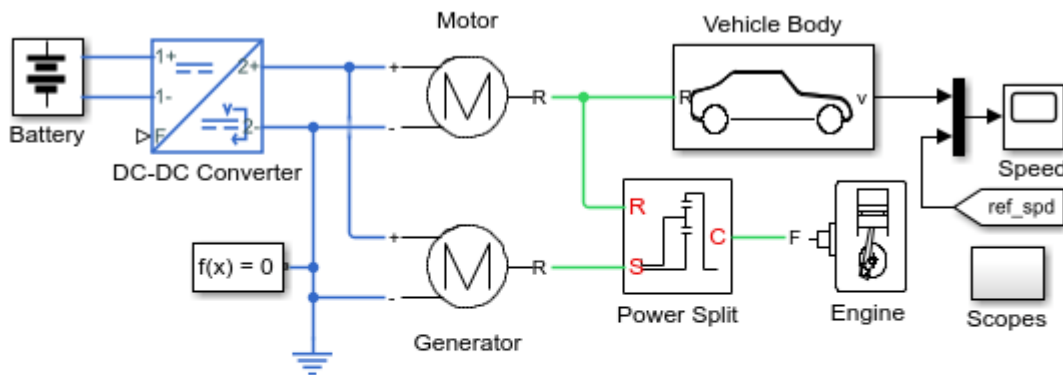 Motor
Vehicle Body
1+
2+
+
M
R
R
v
1-
2-
-
Battery
F
DC-DC Converter
Speed
ref_spd
R
C
F
+
M
R
S
f(x) = 0
-
Generator
Power Split
Engine
Scopes